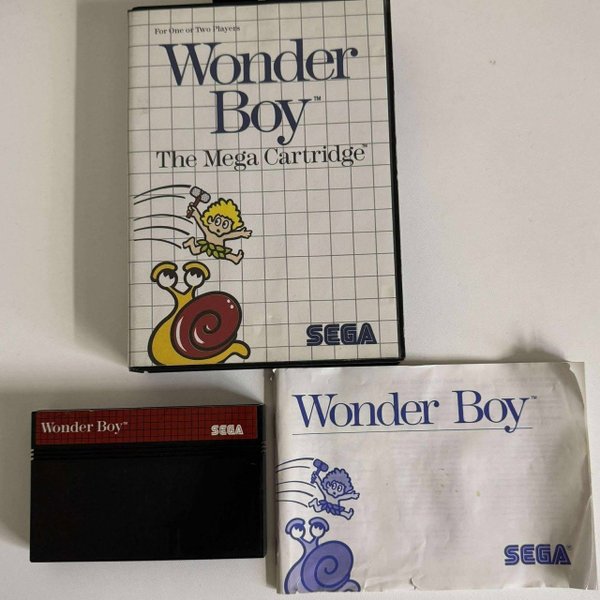 For One or Two Players
Wonder
Boy™
The Mega Cartridge™
SEGA
Wonder Boy™
SEGA
Wonder Boy™
SEGA